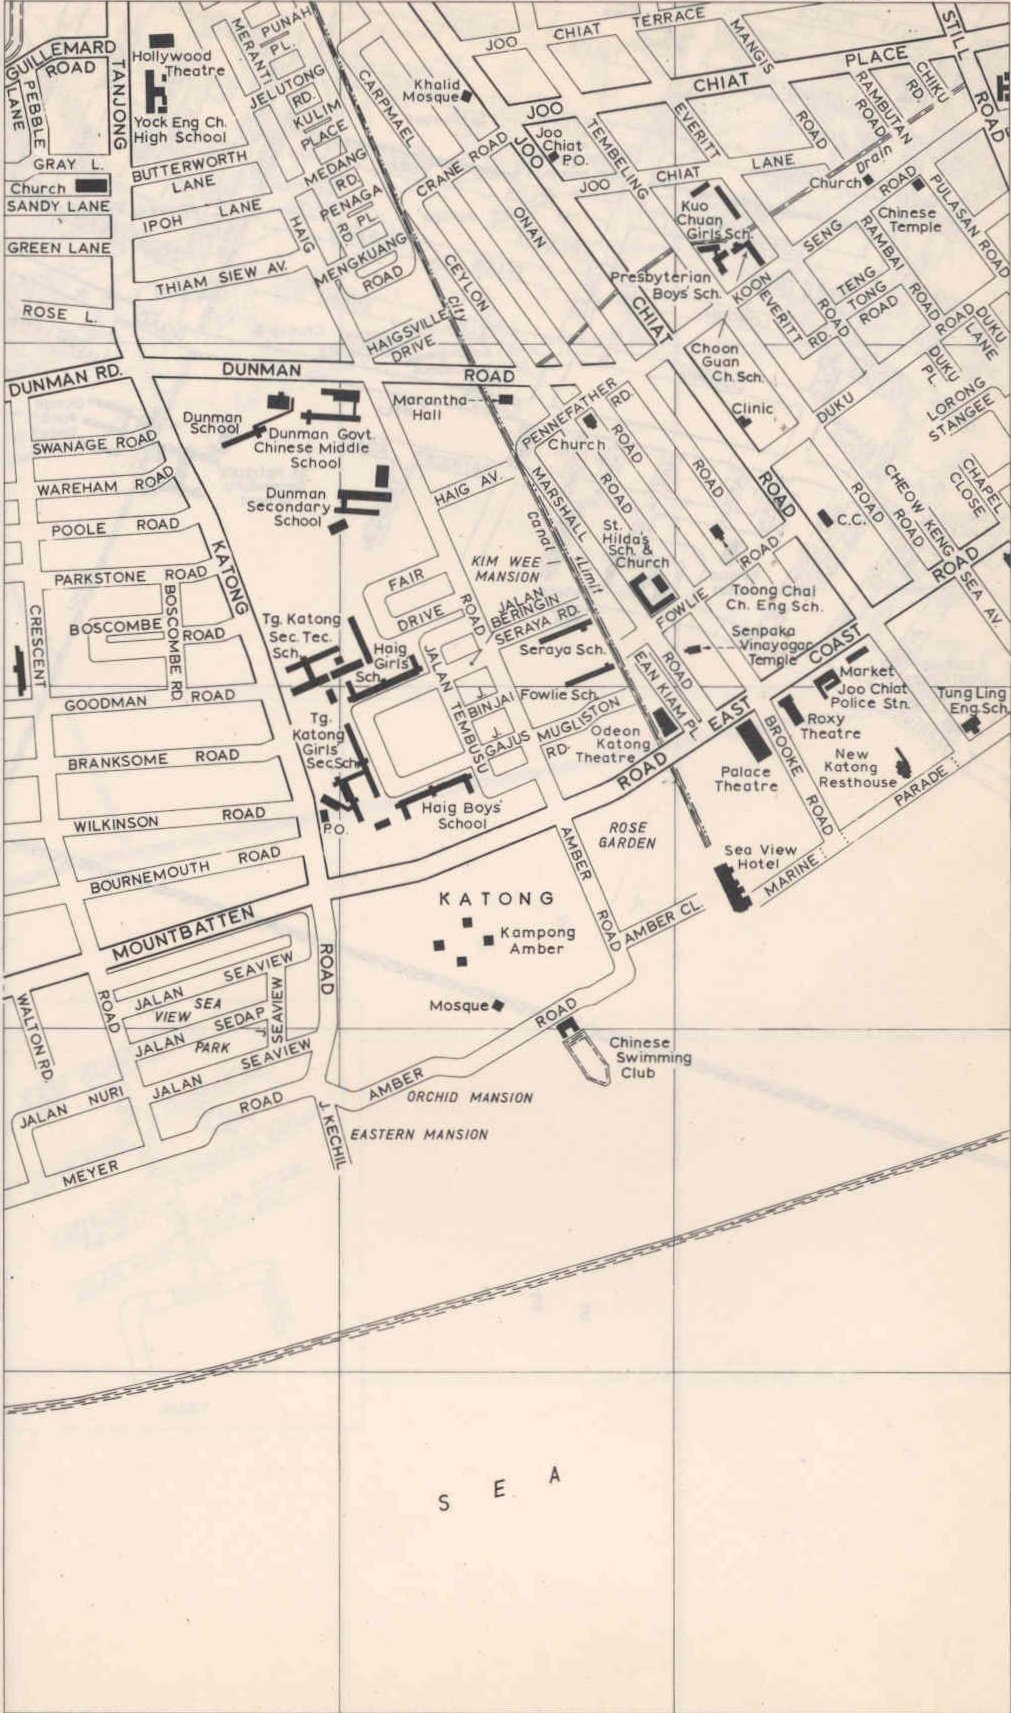 GUILLEMARD
ROAD
LANE
PEBBLE
TANJONG
Hollywood
Theatre
Yock Eng Ch.
High School
MERANTI
PUNAH
PL.
JELUTONG
RD.
KULIM
PLACE
MEDANG
RD.
PENAGA
PL.
RD.
MENGKUANG
ROAD
CARPMAEL
Khalid
Mosque
CRANE ROAD
JOO CHIAT TERRACE
MANGIS
ROAD
JOO CHIAT PLACE
STILL
ROAD
CHIKU
RD.
RAMBUTAN
ROAD
Drain
EVERITT
TEMBELING
Joo
Chiat
P.O.
JOO
CHIAT
ROAD
JOO CHIAT LANE
Church
Chinese
Temple
PULASAN ROAD
GRAY L.
Church
SANDY LANE
GREEN LANE
BUTTERWORTH
LANE
IPOH LANE
HAIG
THIAM SIEW AV.
ROSE L.
ONAN
CEYLON
City
Kuo
Chuan
Girls Sch.
Presbyterian
Boys' Sch.
KOON
SENG
ROAD
EVERITT
RD.
TENG
TONG
ROAD
ROAD
RAMBAI
ROAD
ROAD
DUKU
LANE
DUKU
PL.
LORONG
STANGEE
HAIGSVILLE
DRIVE
DUNMAN RD.
DUNMAN ROAD
Choon
Guan
Ch. Sch.
Clinic
DUKU
Marantha
Hall
PENNEFATHER
RD.
Church
ROAD
ROAD
ROAD
Dunman
School
Dunman Govt.
Chinese Middle
School
SWANAGE ROAD
WAREHAM ROAD
POOLE ROAD
PARKSTONE ROAD
Dunman
Secondary
School
HAIG AV.
MARSHALL
Canal
Limit
CHEOW KENG
ROAD
ROAD
CHAPEL
CLOSE
C.C.
KATONG
KIM WEE
MANSION
St.
Hilda's
Sch. &
Church
ROAD
FOWLIE
Toong Chai
Ch. Eng Sch.
ROAD
SEA AV.
FAIR
DRIVE
ROAD
JALAN
BERINGIN
SERAYA RD.
Seraya Sch.
BOSCOMBE ROAD
BOSCOMBE RD.
CRESCENT
Tg. Katong
Sec. Tec.
Sch.
Haig
Girls
Sch.
JALAN
TEMBUSU
J.
BINJAI
J.
GAJUS
Fowlie Sch.
MUGLISTON
RD.
EAN KIAM PL.
ROAD
Senpaka
Vinayagar
Temple
COAST
EAST
ROAD
Market
Joo Chiat
Police Stn.
Tung Ling
Eng. Sch.
GOODMAN ROAD
Tg.
Katong
Girls
Sec. Sch.
Odeon
Katong
Theatre
Roxy
Theatre
BROOKE
ROAD
Palace
Theatre
New
Katong
Resthouse
BRANKSOME ROAD
WILKINSON ROAD
P.O.
Haig Boys'
School
ROSE
GARDEN
Sea View
Hotel
MARINE
PARADE
BOURNEMOUTH ROAD
MOUNTBATTEN
AMBER
ROAD
AMBER CL.
KATONG
Kampong
Amber
Mosque
ROAD
WALTON RD.
ROAD
JALAN SEAVIEW
SEA
VIEW
PARK
JALAN SEDAP
J.
SEAVIEW
JALAN SEAVIEW
JALAN NURI
MEYER
ROAD
J. KECHIL
AMBER
ROAD
Chinese
Swimming
Club
ORCHID MANSION
EASTERN MANSION
SEA